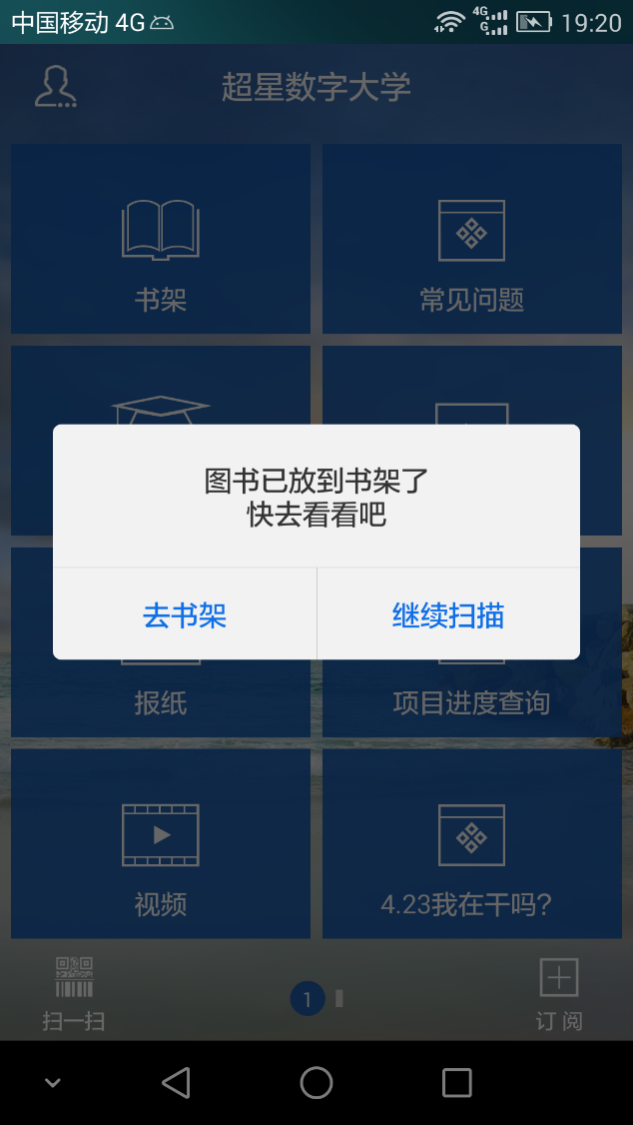 中国移动 4G
4G
G
19:20
超星数字大学
书架
常见问题
图书已放到书架了
快去看看吧
去书架
继续扫描
报纸
项目进度查询
视频
4.23我在干吗?
1
扫一扫
订阅